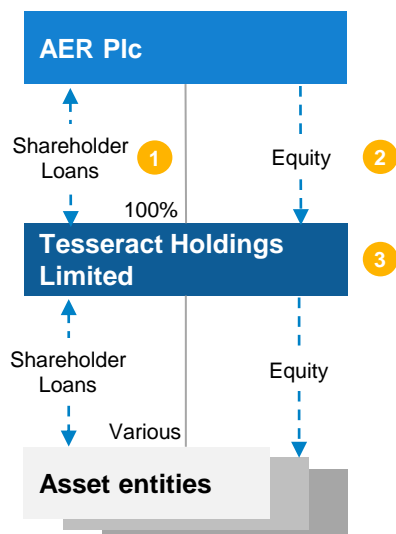 AER Plc
Shareholder
Loans
1
Equity
2
100%
Tesseract Holdings
Limited
3
Shareholder
Loans
Equity
Various
Asset entities